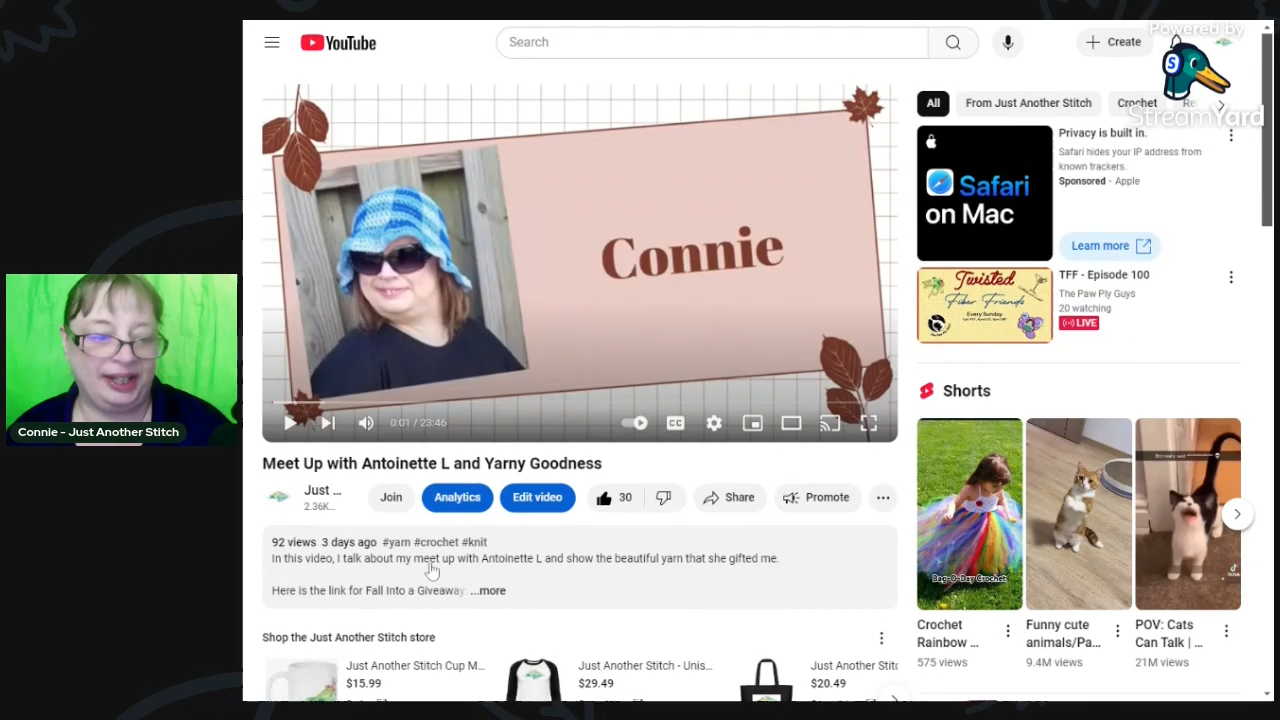 Powered by
StreamYard
YouTube
Search
Create
All
From Just Another Stitch
Crochet
Re
Connie
0:01 / 23:46
CC
Privacy is built in.
Safari hides your IP address from
known trackers.
Sponsored · Apple
Safari
on Mac
Learn more
Twisted
Fiber Friends
Every Sunday
TFF - Episode 100
The Paw Ply Guys
20 watching
LIVE
Shorts
Bag-O-Day Crochet
Crochet
Rainbow ...
575 views
Funny cute
animals/Pa...
9.4M views
POV: Cats
Can Talk | ...
21M views
Connie - Just Another Stitch
Meet Up with Antoinette L and Yarny Goodness
Just ...
2.36K...
Join
Analytics
Edit video
30
Share
Promote
92 views 3 days ago #yarn #crochet #knit
In this video, I talk about my meet up with Antoinette L and show the beautiful yarn that she gifted me.
Here is the link for Fall Into a Giveaway ...more
Shop the Just Another Stitch store
Just Another Stitch Cup M...
$15.99
Just Another Stitch - Unis...
$29.49
Just Another Stitc
$20.49